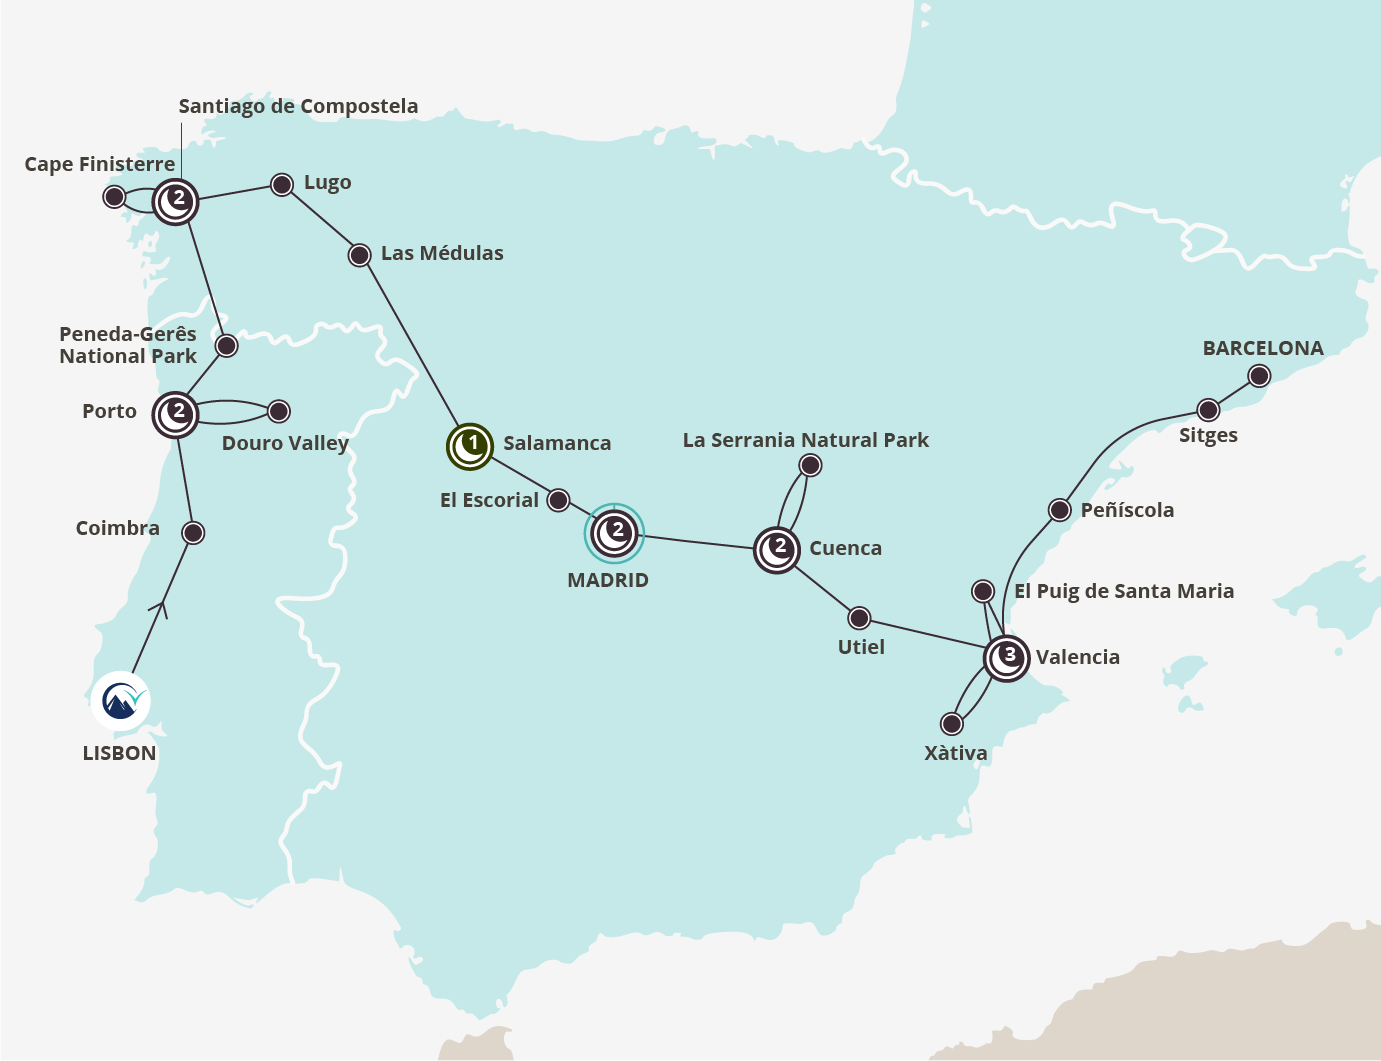 Santiago de Compostela
Cape Finisterre
2
Lugo
Las Médulas
Peneda-Gerês
National Park
BARCELONA
Porto
2
Douro Valley
Sitges
1
Salamanca
La Serrania Natural Park
El Escorial
Peñíscola
Coimbra
2
2
Cuenca
MADRID
El Puig de Santa Maria
Utiel
3
Valencia
LISBON
Xàtiva